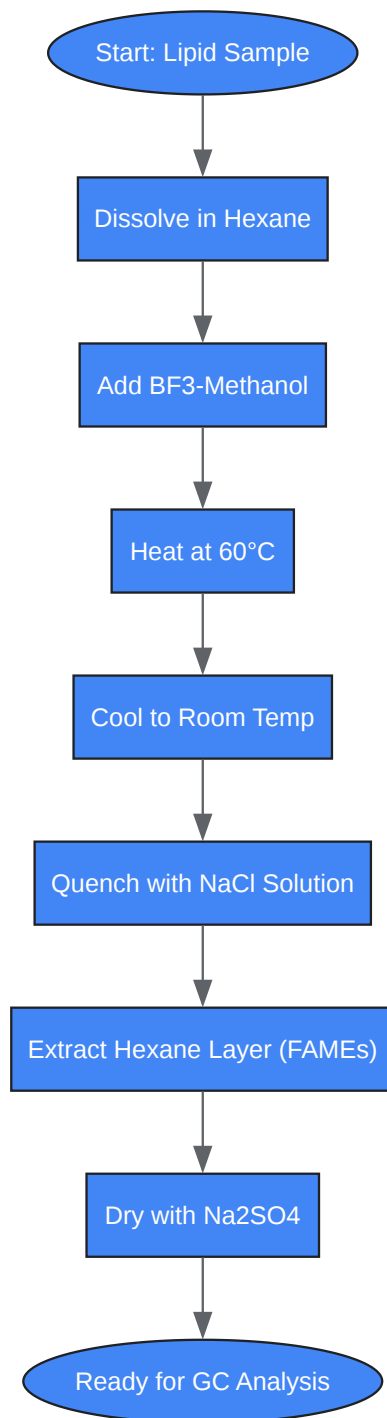 Start: Lipid Sample
Dissolve in Hexane
Add BF3-Methanol
Heat at 60°C
Cool to Room Temp
Quench with NaCl Solution
Extract Hexane Layer (FAMEs)
Dry with Na2SO4
Ready for GC Analysis